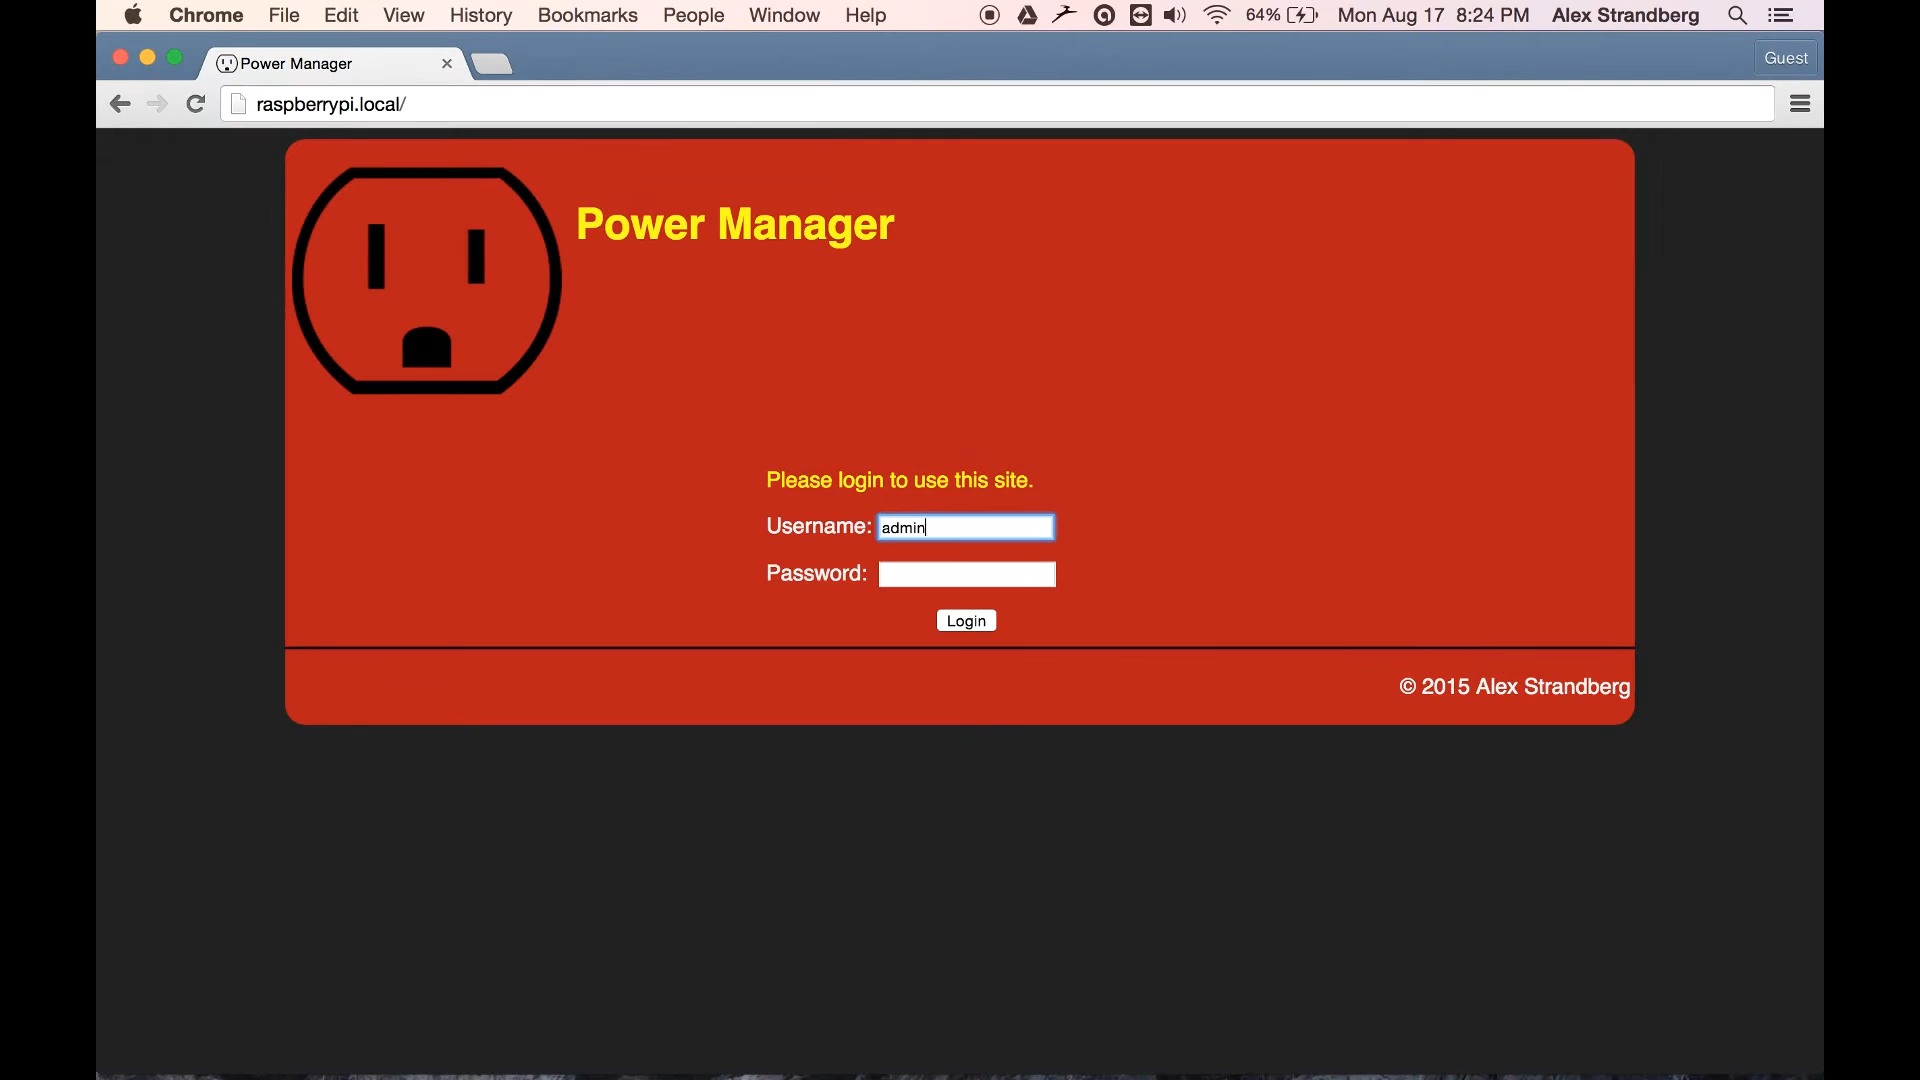 Chrome File Edit View History Bookmarks People Window Help 64% Mon Aug 17 8:24 PM Alex Strandberg
Power Manager Guest
raspberrypi.local/
Power Manager
Please login to use this site.
Username: admin
Password:
Login
© 2015 Alex Strandberg